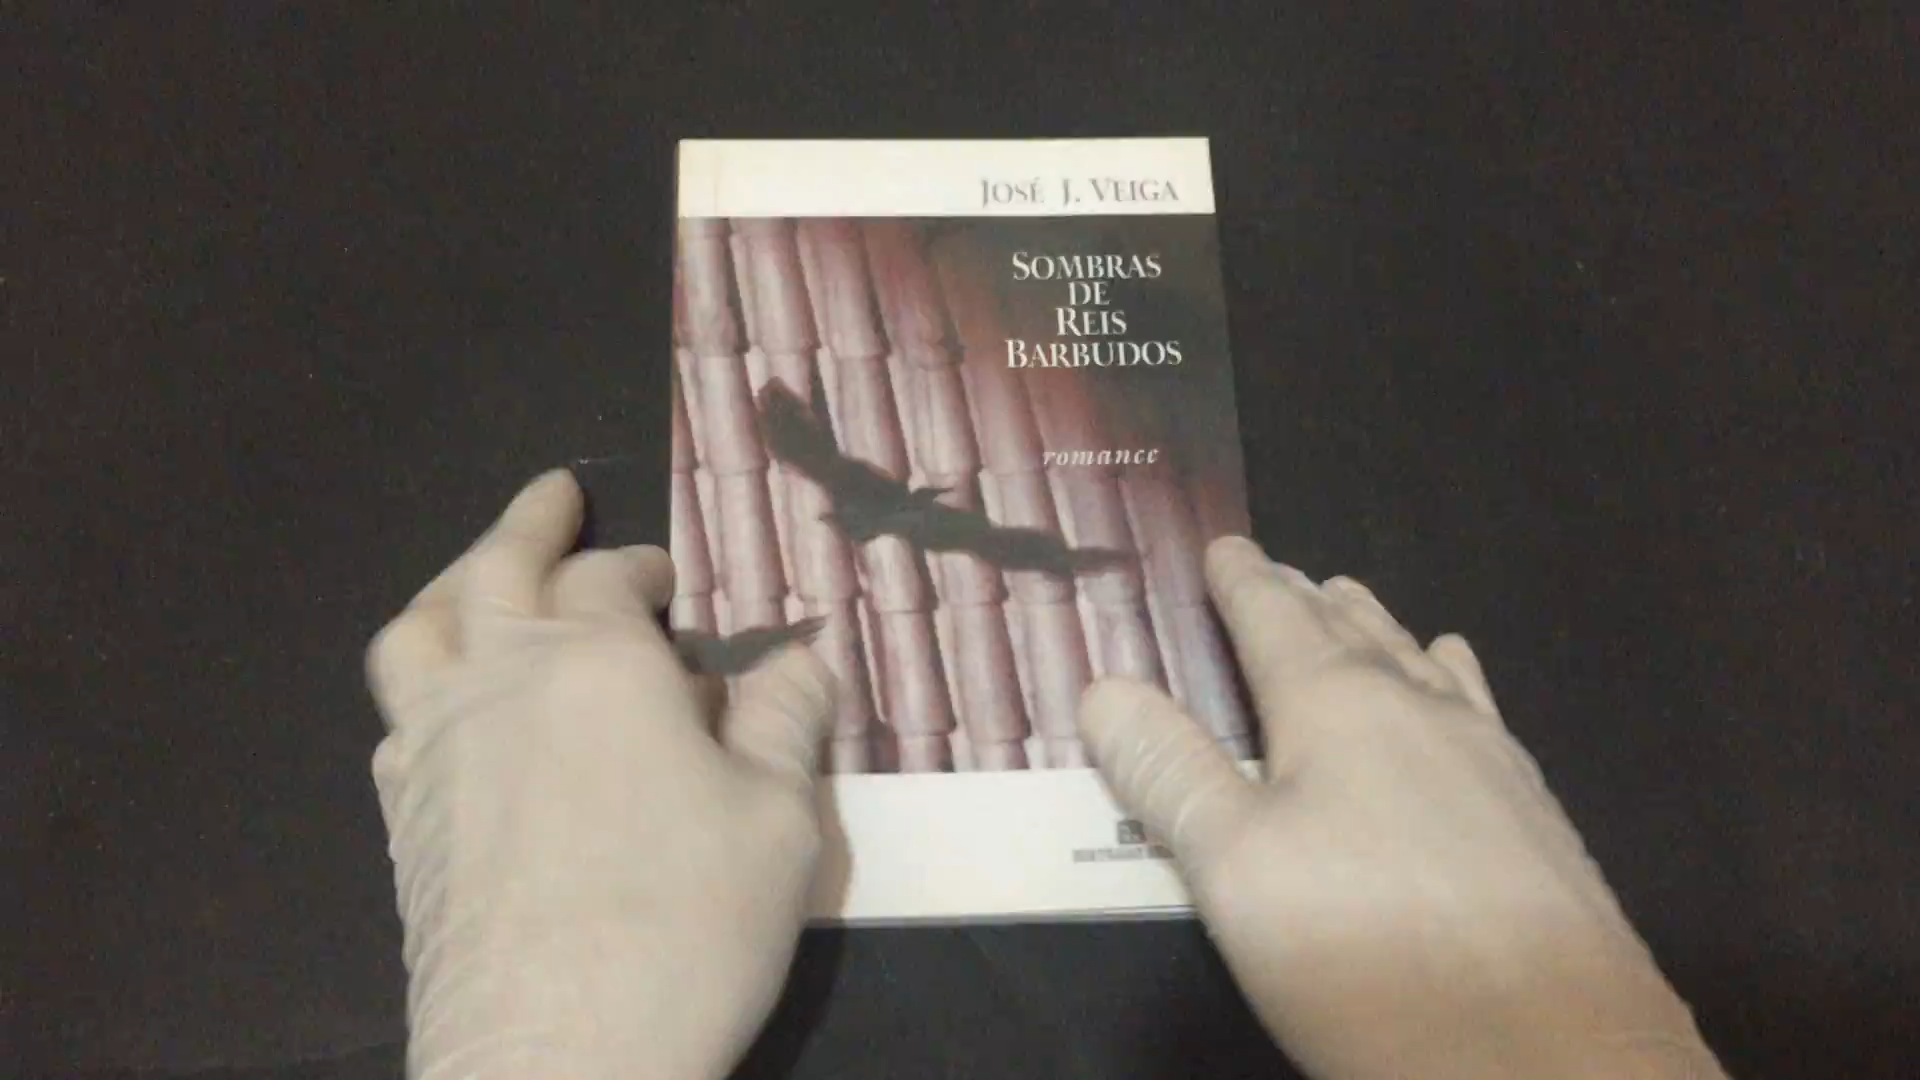 JOSÉ J. VEIGA
SOMBRAS
DE
REIS
BARBUDOS
romance